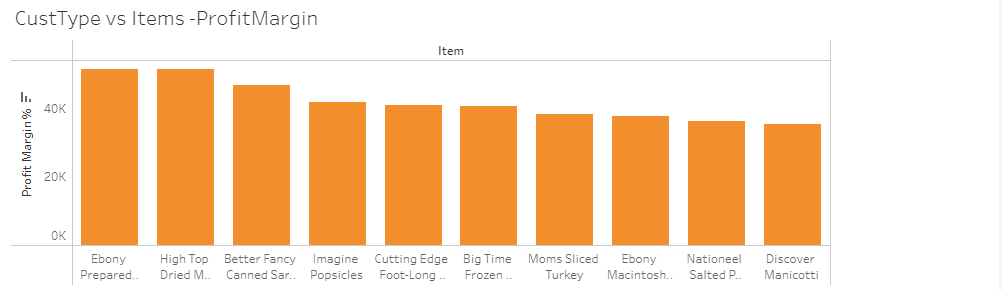 CustType vs Items -ProfitMargin
Item
Profit Margin %
40K
20K
0K
Ebony
Prepared..
High Top
Dried M..
Better Fancy
Canned Sar..
Imagine
Popsicles
Cutting Edge
Foot-Long ..
Big Time
Frozen ..
Moms Sliced
Turkey
Ebony
Macintosh..
Nationeel
Salted P..
Discover
Manicotti